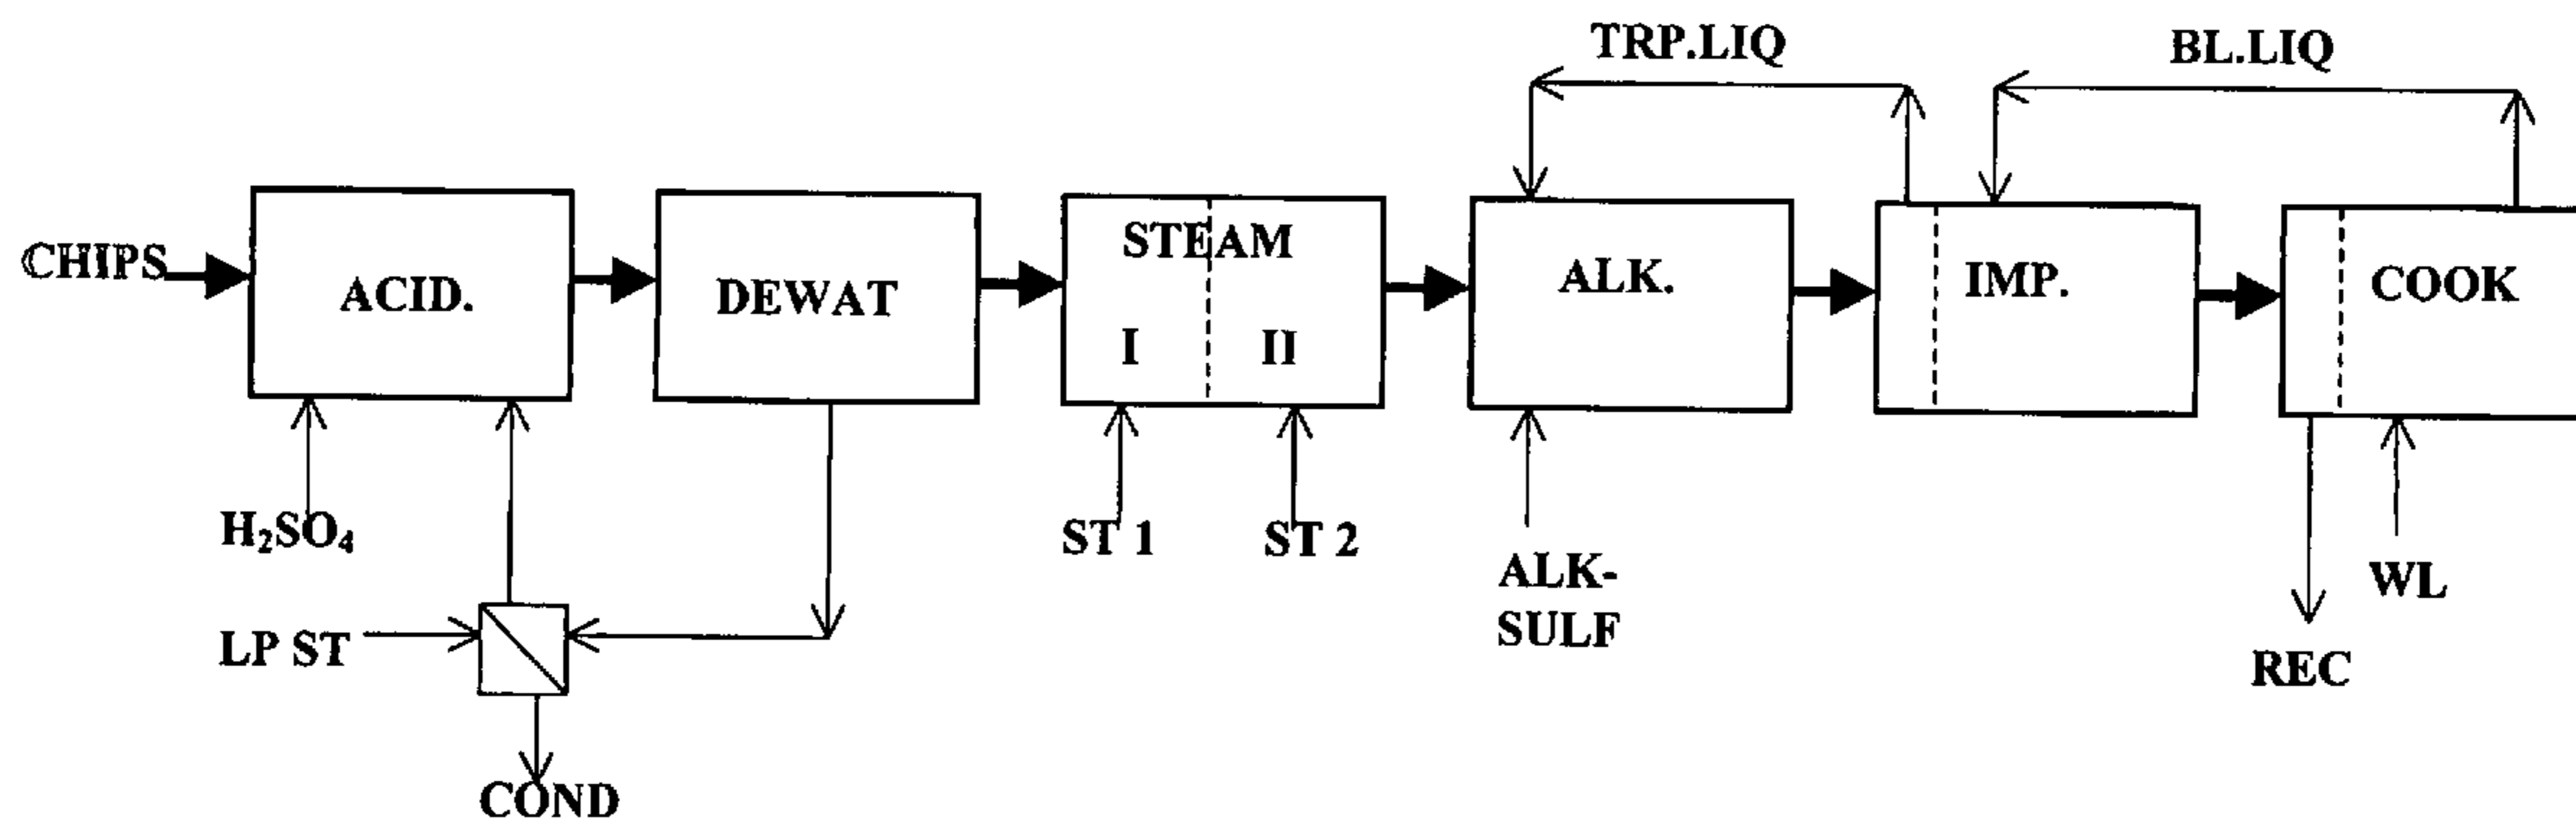 TRP.LIQ
BL.LIQ
CHIPS
ACID.
DEWAT
STEAM
I
II
ALK.
IMP.
COOK
H₂SO₄
ST 1
ST 2
ALK-
SULF
WL
LP ST
REC
COND